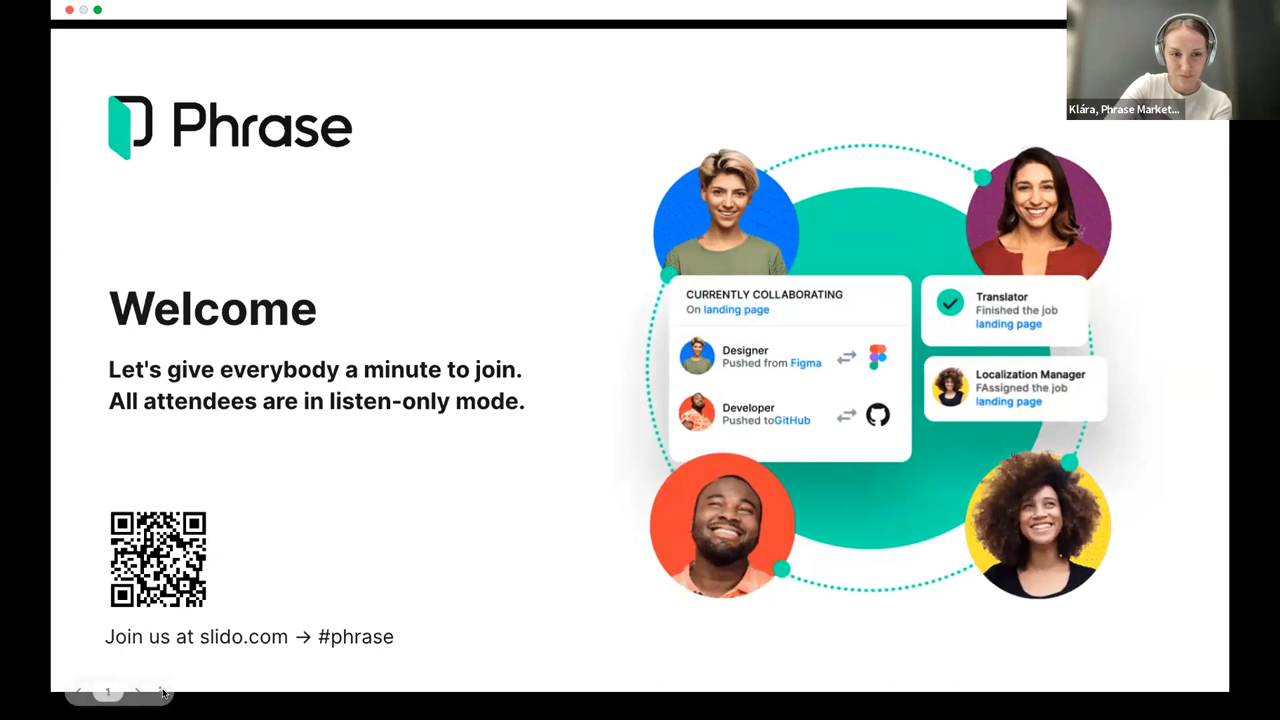 Klára, Phrase Market...
Phrase
Welcome
Let's give everybody a minute to join.
All attendees are in listen-only mode.
Join us at slido.com → #phrase
CURRENTLY COLLABORATING
On landing page
Designer
Pushed from Figma
Developer
Pushed toGitHub
Translator
Finished the job
landing page
Localization Manager
FAssigned the job
landing page
1